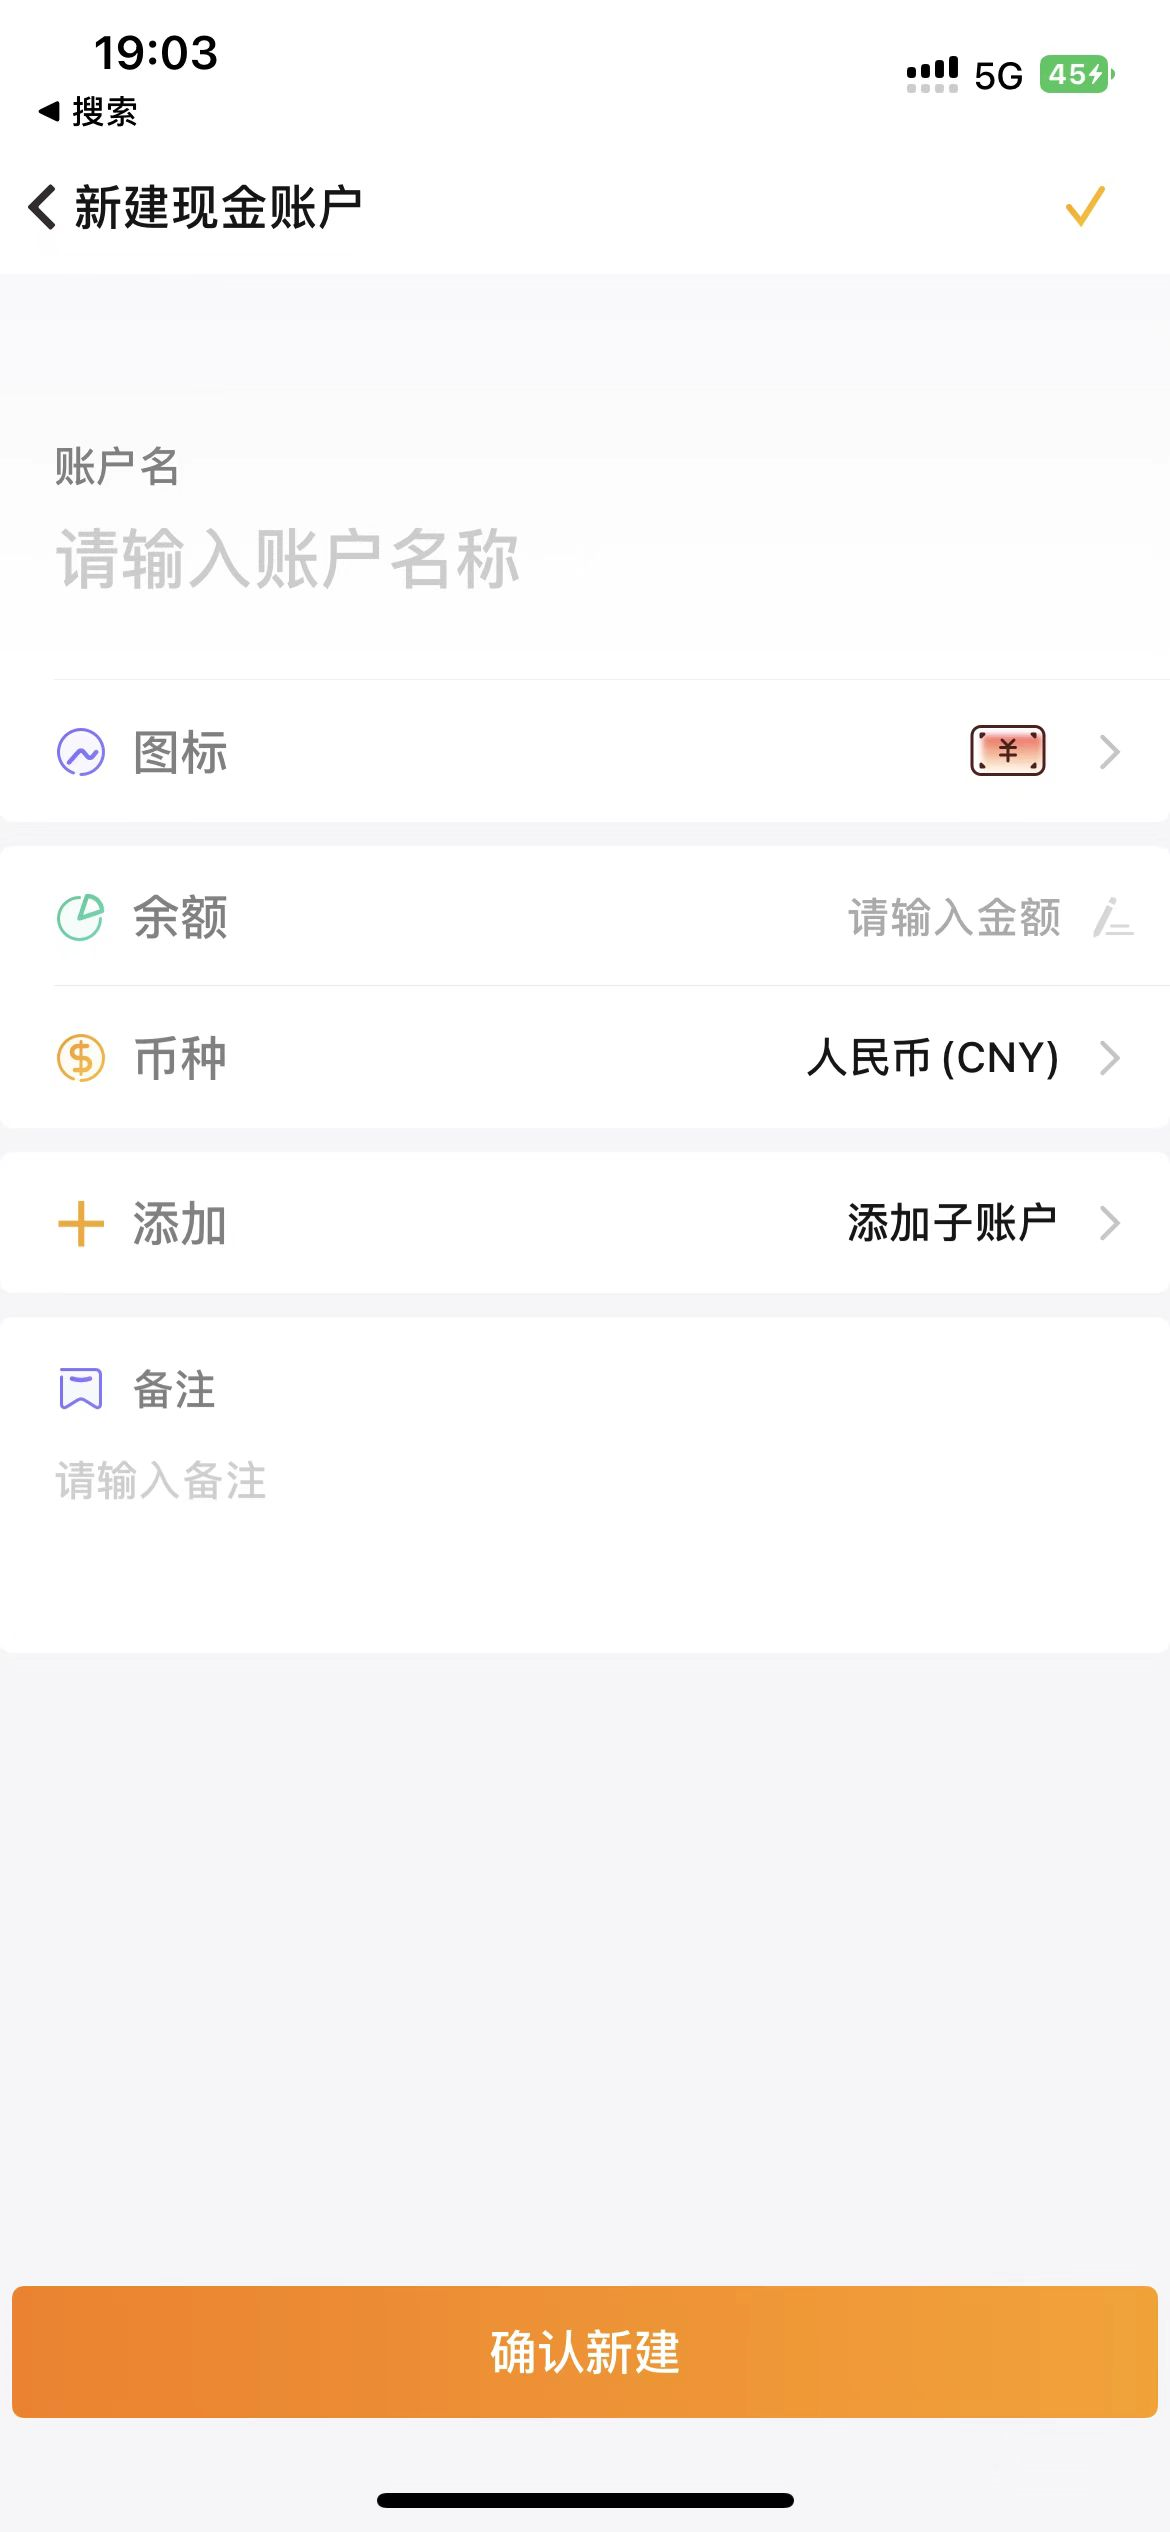 19:03
5G 45
◀ 搜索
新建现金账户
账户名
请输入账户名称
图标
¥
余额 请输入金额
币种 人民币(CNY)
添加 添加子账户
备注
请输入备注
确认新建